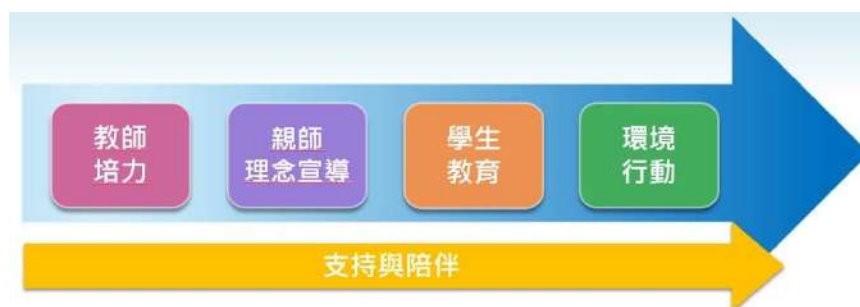 教師
培力
親師
理念宣導
學生
教育
環境
行動
支持與陪伴